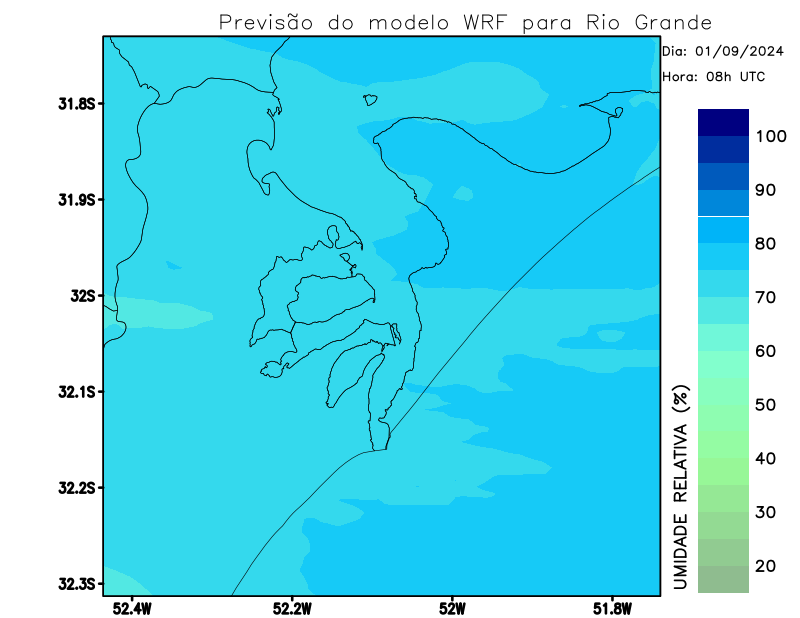 Previsão do modelo WRF para Rio Grande
Dia: 01/09/2024
Hora: 08h UTC
31.8S
31.9S
32S
32.1S
32.2S
32.3S
52.4W
52.2W
52W
51.8W
100
90
80
70
60
50
40
30
20
UMIDADE RELATIVA (%)